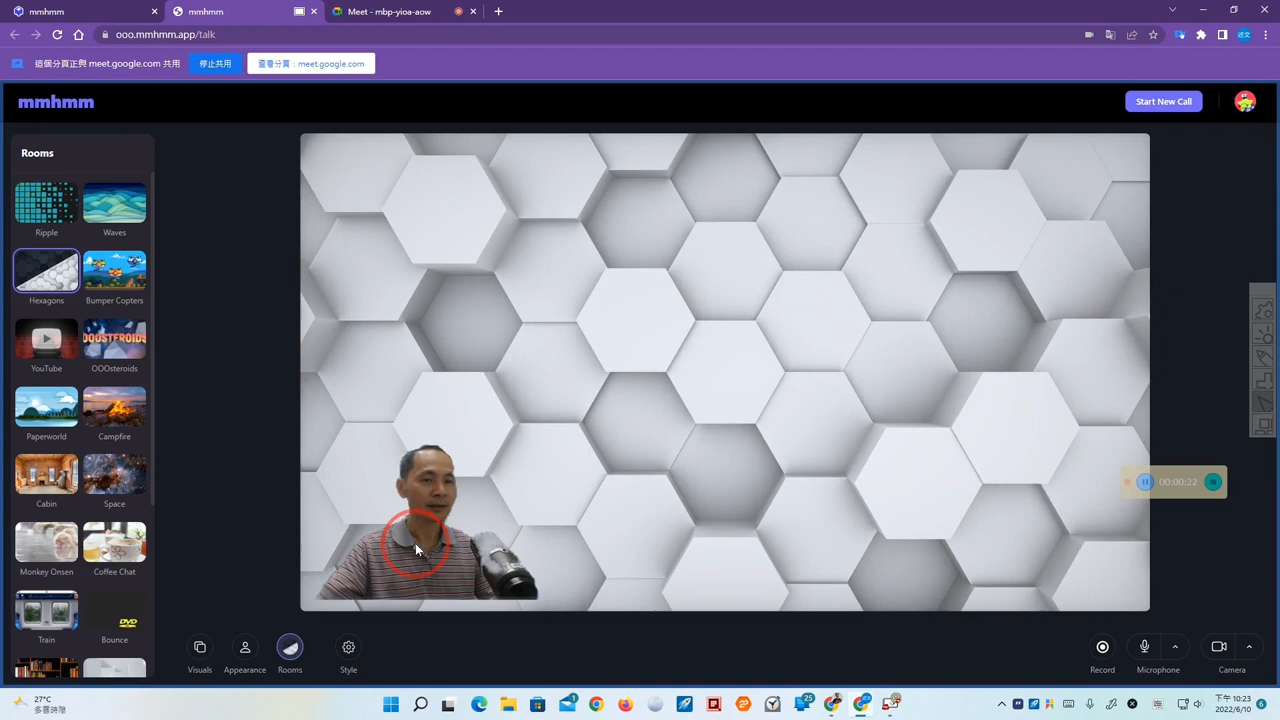 mmhmm
mmhmm
Meet - mbp-yioa-aow
ooo.mmhmm.app/talk
這個分頁正與 meet.google.com 共用
停止共用
查看分頁：meet.google.com
mmhmm
Start New Call
Rooms
Ripple
Waves
Hexagons
Bumper Copters
OOOSTEROIDS
YouTube
OOOsteroids
Paperworld
Campfire
Cabin
Space
Monkey Onsen
Coffee Chat
DVD
Train
Bounce
00:00:22
Visuals
Appearance
Rooms
Style
Record
Microphone
Camera
27°C
多雲時晴
25
下午 10:23
2022/6/10
6